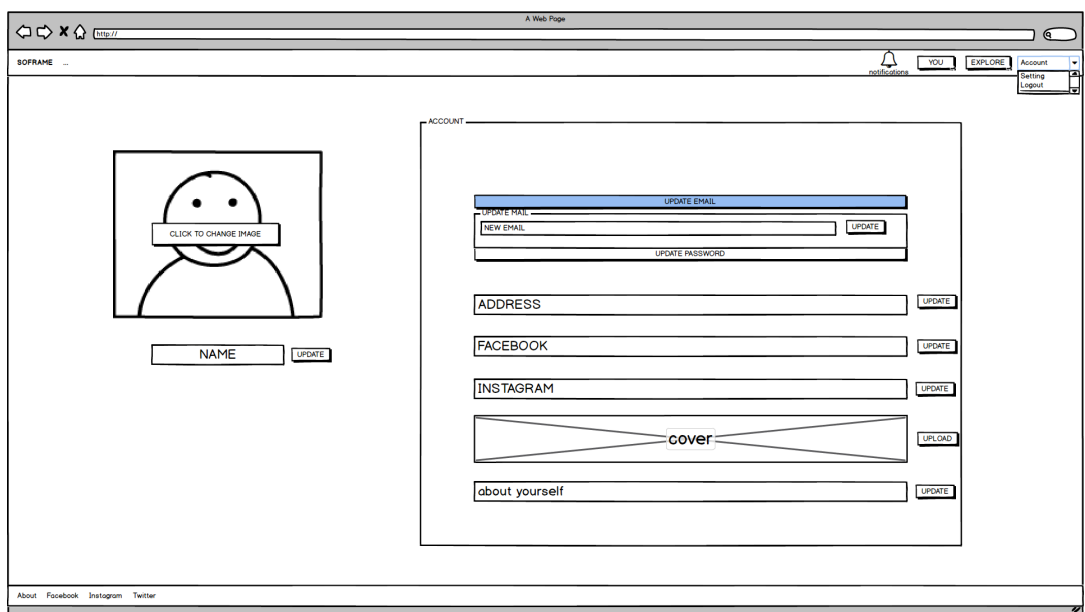 A Web Page
http://
SOFRAME ...
notifications
YOU
EXPLORE
Account
Setting
Logout
ACCOUNT
CLICK TO CHANGE IMAGE
NAME
UPDATE
UPDATE EMAIL
UPDATE MAIL
NEW EMAIL
UPDATE
UPDATE PASSWORD
ADDRESS
UPDATE
FACEBOOK
UPDATE
INSTAGRAM
UPDATE
cover
UPLOAD
about yourself
UPDATE
About Facebook Instagram Twitter